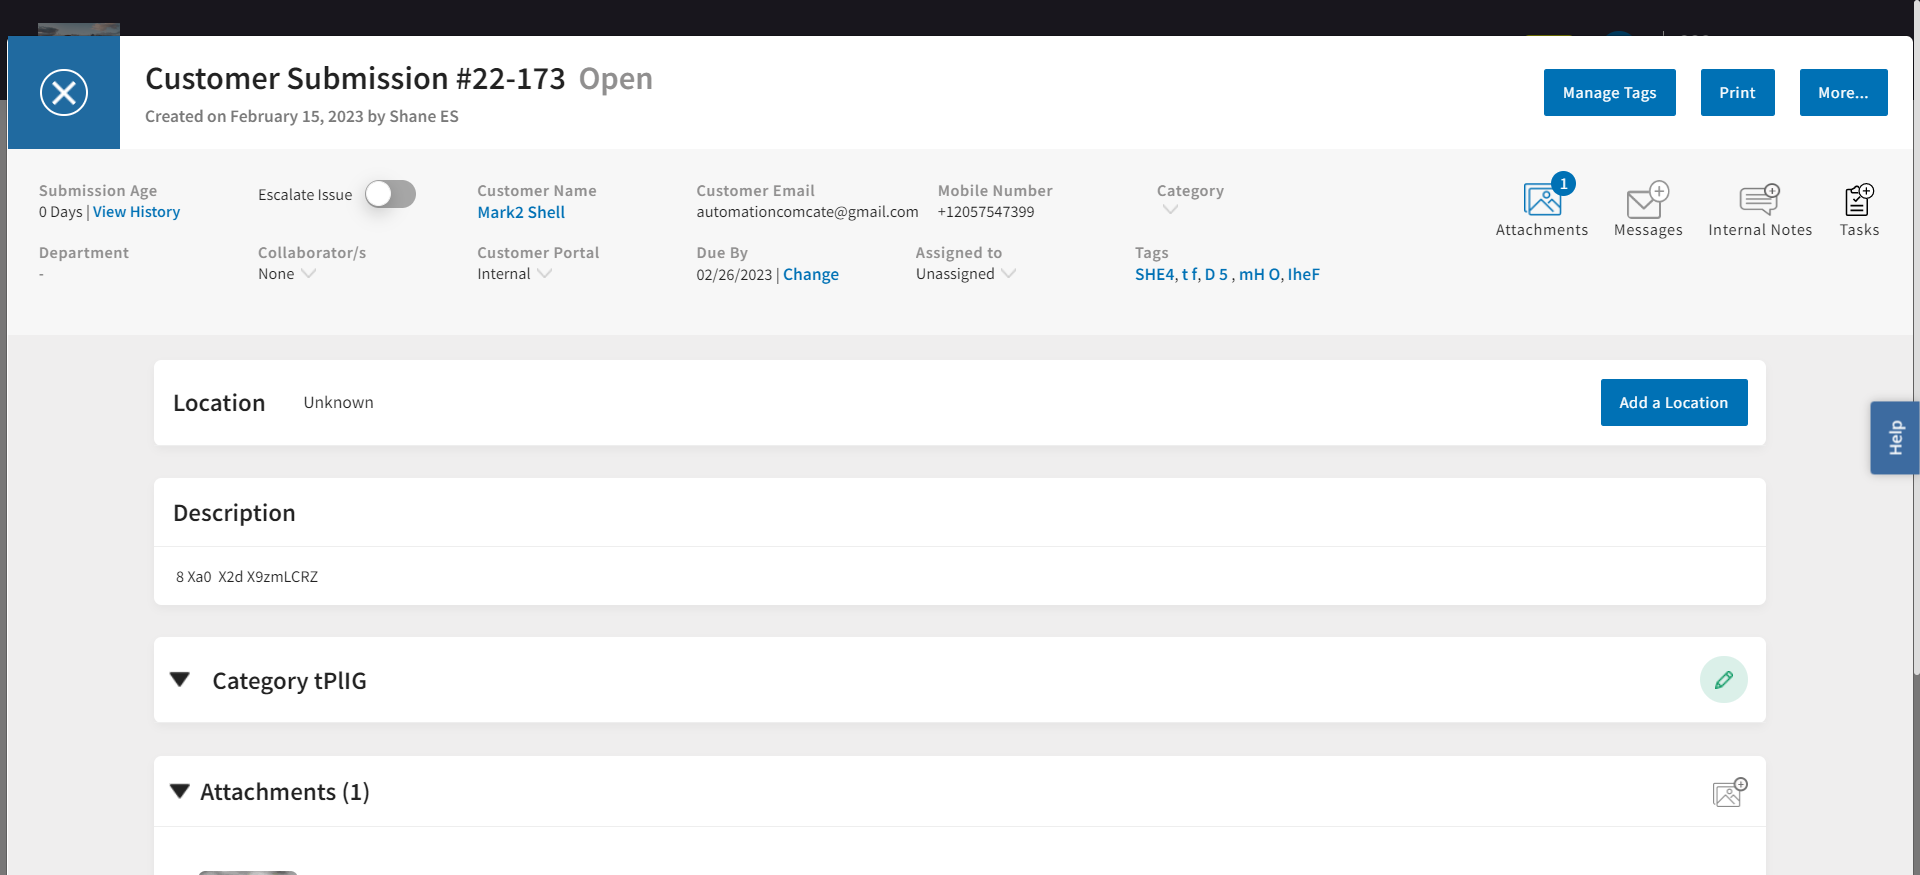 Customer Submission #22-173 Open
Created on February 15, 2023 by Shane ES
Manage Tags
Print
More...
Submission Age
0 Days | View History
Escalate Issue
Customer Name
Mark2 Shell
Customer Email
automationcomcate@gmail.com
Mobile Number
+12057547399
Category
1
Attachments
Messages
Internal Notes
Tasks
Department
-
Collaborator/s
None
Customer Portal
Internal
Due By
02/26/2023 | Change
Assigned to
Unassigned
Tags
SHE4, t f, D 5 , mH O, IheF
Location
Unknown
Add a Location
Help
Description
8 Xa0 X2d X9zmLCRZ
Category tPlIG
Attachments (1)